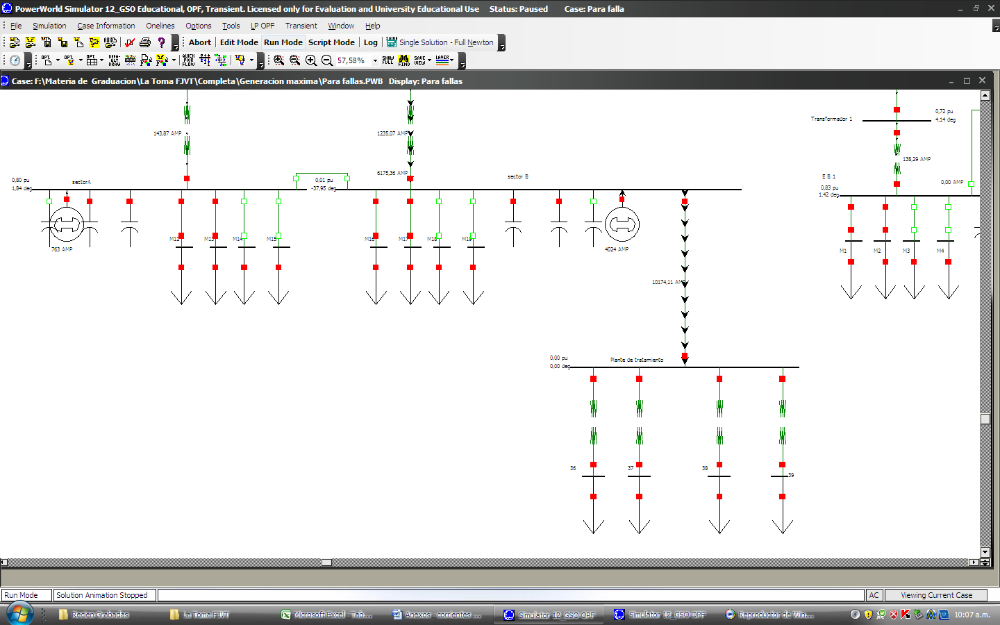 PowerWorld Simulator 12_GSO Educational, OPF, Transient. Licensed only for Evaluation and University Educational Use Status: Paused Case: Para falla
File Simulation Case Information Onelines Options Tools LP OPF Transient Window Help
Abort Edit Mode Run Mode Script Mode Log Single Solution - Full Newton
57,58%
Case: F:\Materia de Graduacion\La Toma FJVT\Completa\Generacion maxima\Para fallas.PWB Display: Para fallas
0,72 pu
Transformador 1 4,14 deg
143,87 AMP 1235,07 AMP
138,29 AMP
6175,36 AMP
sector B E B 1
0,80 pu sectorA 0,01 pu 0,00 AMP
1,84 deg -37,95 deg 0,83 pu
1,42 deg
M12 M13 M14 M15 M16 M17 M18 M19
763 AMP 4024 AMP M1 M2 M3 M4
10174,11 AMP
0,00 pu Plante de tratamiento
0,00 deg
36 37 38 39
Run Mode Solution Animation Stopped AC Viewing Current Case
Recien Grabadas La Toma FJVT Microsoft Excel - Tab... Anexos - corrientes ... Simulator 12_GSO OPF Simulator 12_GSO OPF Reproductor de Win... 10:07 a.m.